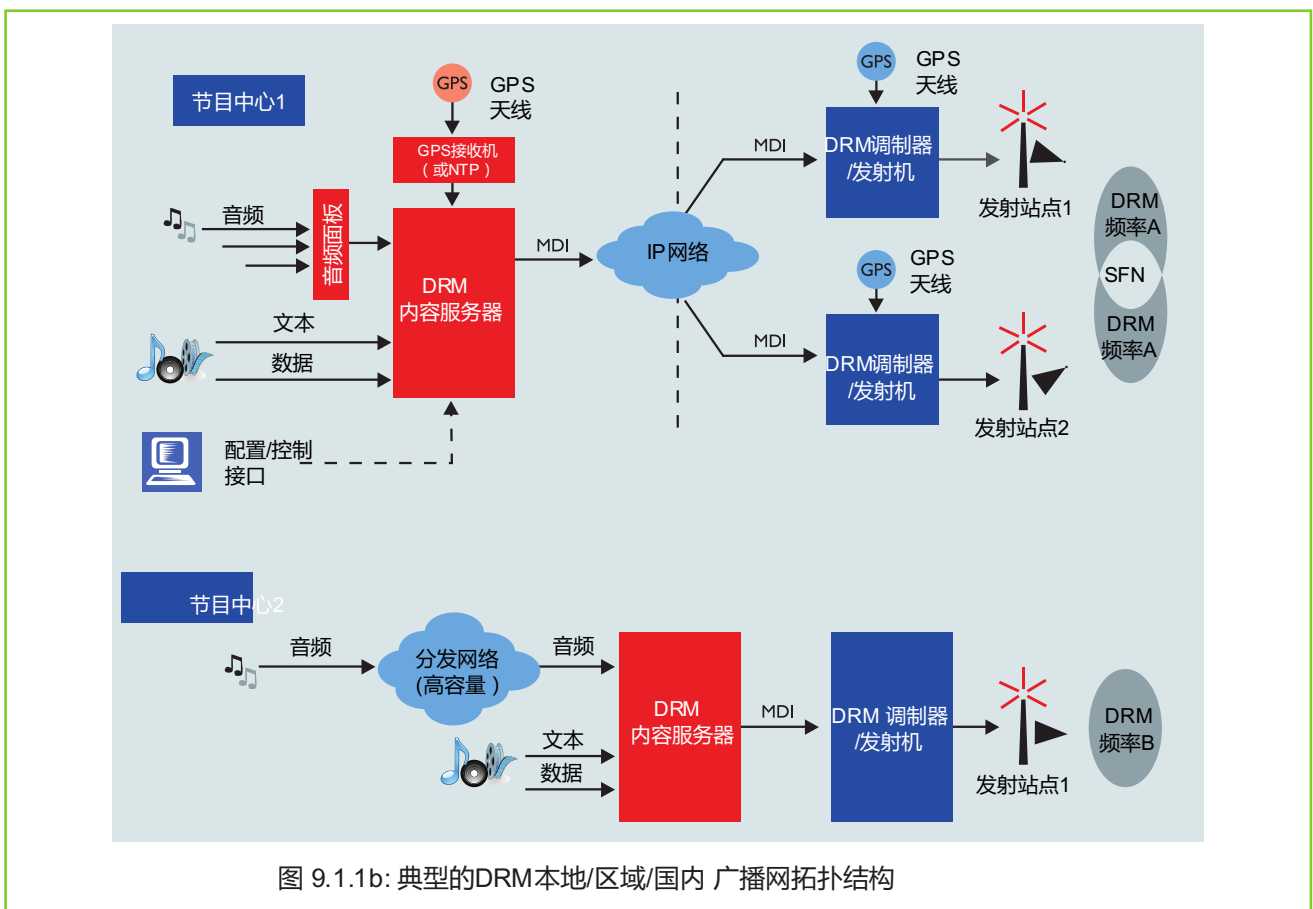 节目中心1
GPS
GPS
天线
GPS接收机
（或NTP）
音频
音频面板
DRM
内容服务器
文本
数据
配置/控制
接口
MDI
IP网络
MDI
MDI
GPS
GPS
天线
DRM调制器
/发射机
发射站点1
GPS
GPS
天线
DRM调制器
/发射机
发射站点2
DRM
频率A
SFN
DRM
频率A
节目中心2
音频
分发网络
(高容量）
音频
文本
数据
DRM
内容服务器
MDI
DRM 调制器
/发射机
发射站点1
DRM
频率B
图 9.1.1b: 典型的DRM本地/区域/国内 广播网拓扑结构